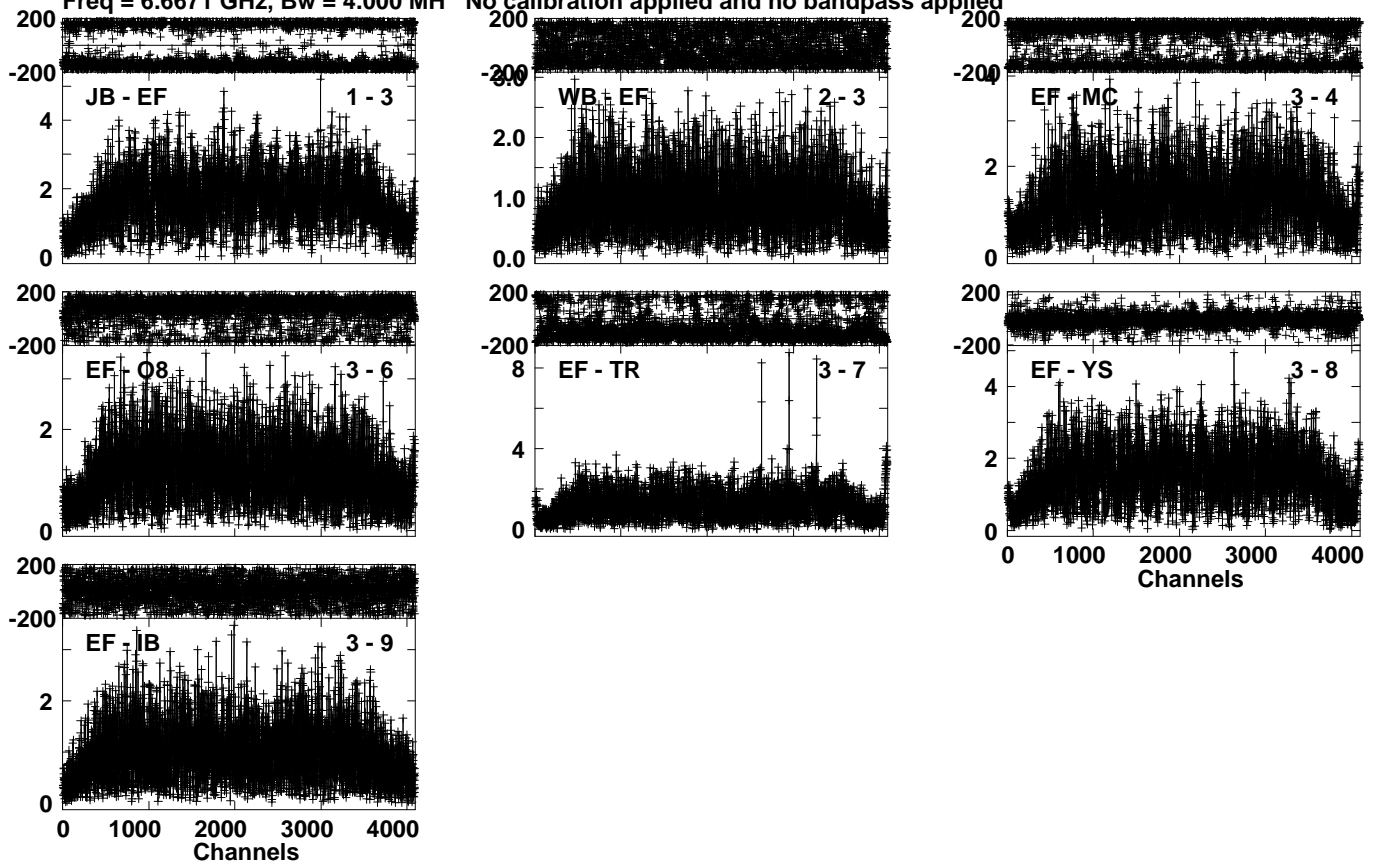 Freq = 6.6671 GHz, Bw = 4.000 MH No calibration applied and no bandpass applied
200
-200
JB - EF 1 - 3
4
2
0
200
-200
3.0
WB - EF 2 - 3
2.0
1.0
0.0
200
-200
4
EF - MC 3 - 4
2
0
200
-200
EF - O8 3 - 6
2
0
200
-200
8
EF - TR 3 - 7
4
0
200
-200
EF - YS 3 - 8
4
2
0
0 1000 2000 3000 4000
Channels
200
-200
EF - IB 3 - 9
2
0
0 1000 2000 3000 4000
Channels